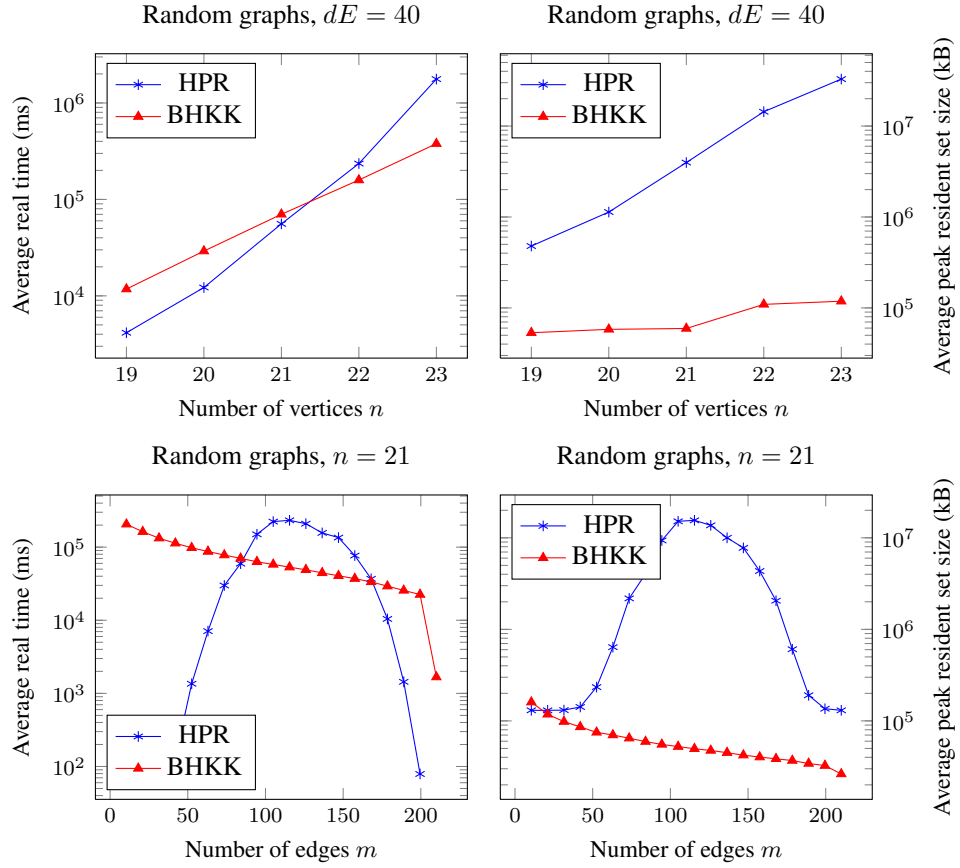 Random graphs, dE = 40
Random graphs, dE = 40
Average real time (ms)
10^6
10^5
10^4
HPR
BHKK
19 20 21 22 23
Number of vertices n
HPR
BHKK
10^7
10^6
10^5
Average peak resident set size (kB)
19 20 21 22 23
Number of vertices n
Random graphs, n = 21
Random graphs, n = 21
Average real time (ms)
10^5
10^4
10^3
10^2
HPR
BHKK
0 50 100 150 200
Number of edges m
HPR
BHKK
10^7
10^6
10^5
Average peak resident set size (kB)
0 50 100 150 200
Number of edges m